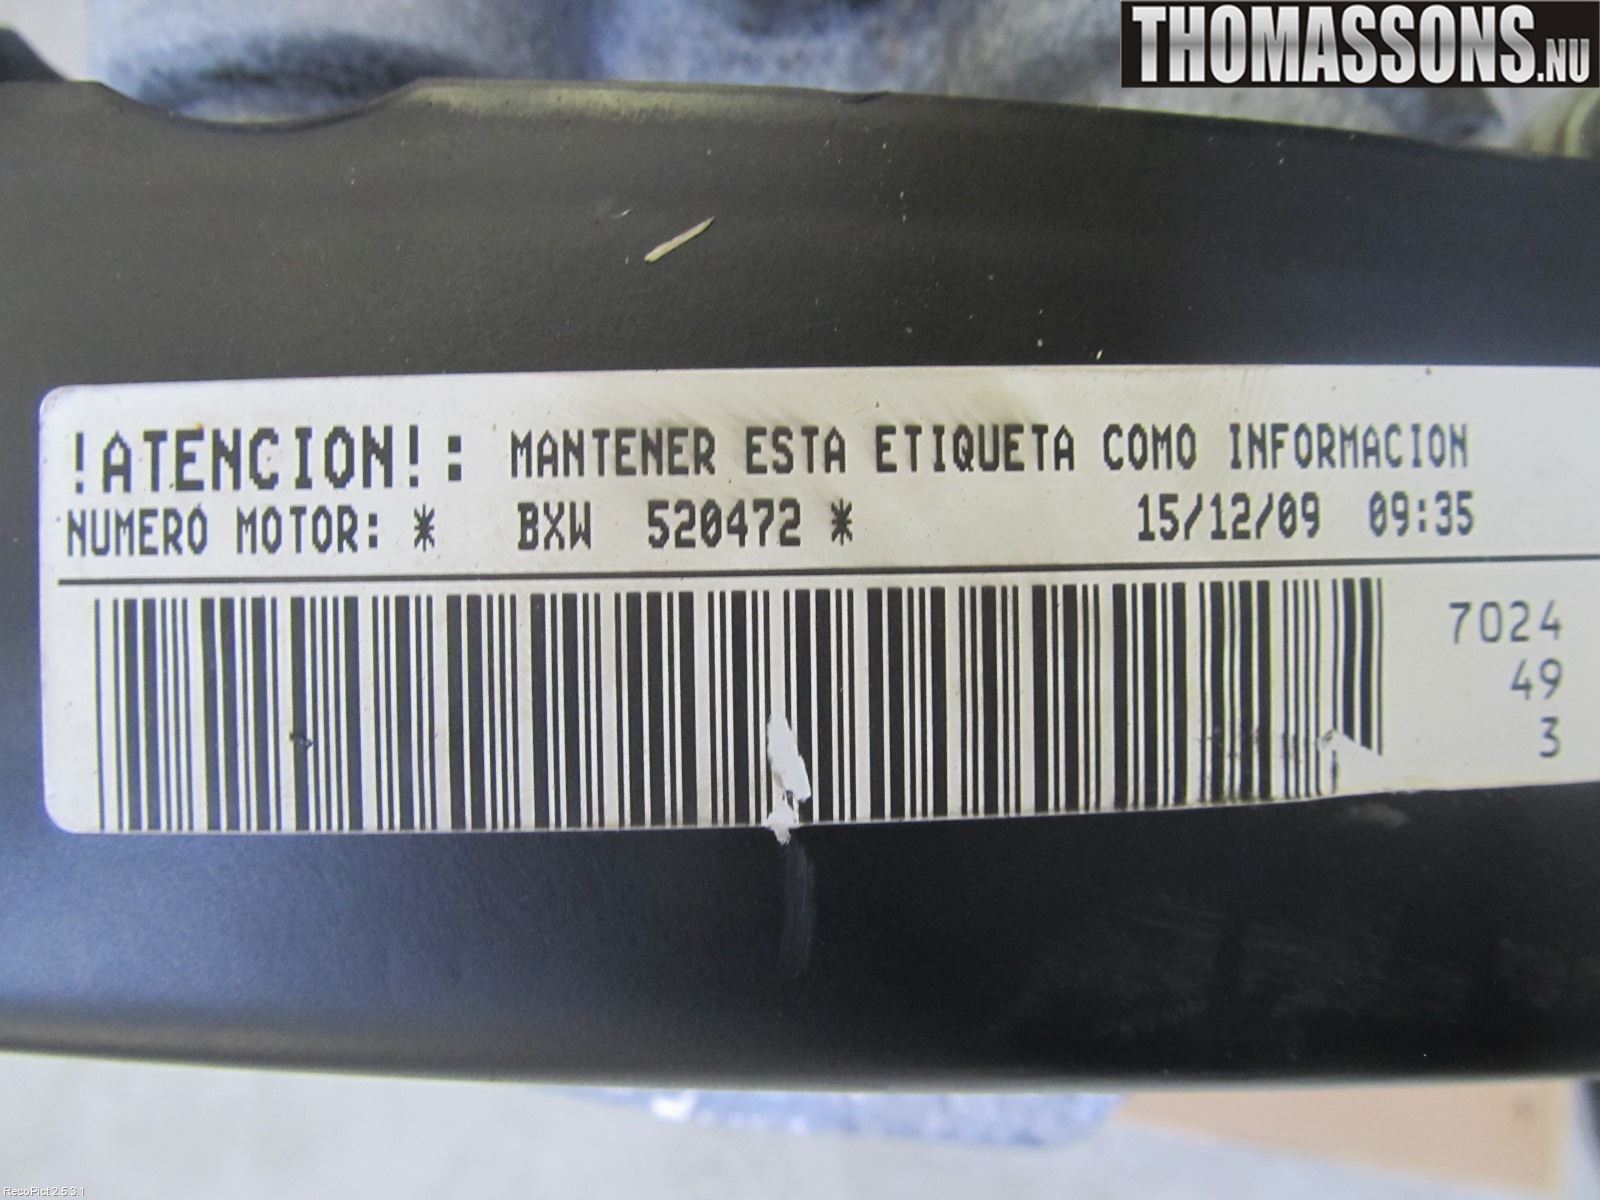 THOMASSONS.NU
!ATENCION!: MANTENER ESTA ETIQUETA COMO INFORMACION
NUMERO MOTOR: * BXW 520472 * 15/12/09 09:35
7024
49
3
RecoPict 2.5.3.1